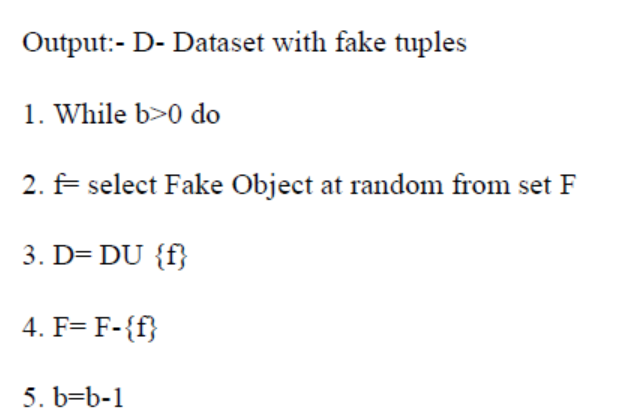 Output:- D- Dataset with fake tuples
1. While b>0 do
2. f= select Fake Object at random from set F
3. D= DU {f}
4. F= F-{f}
5. b=b-1